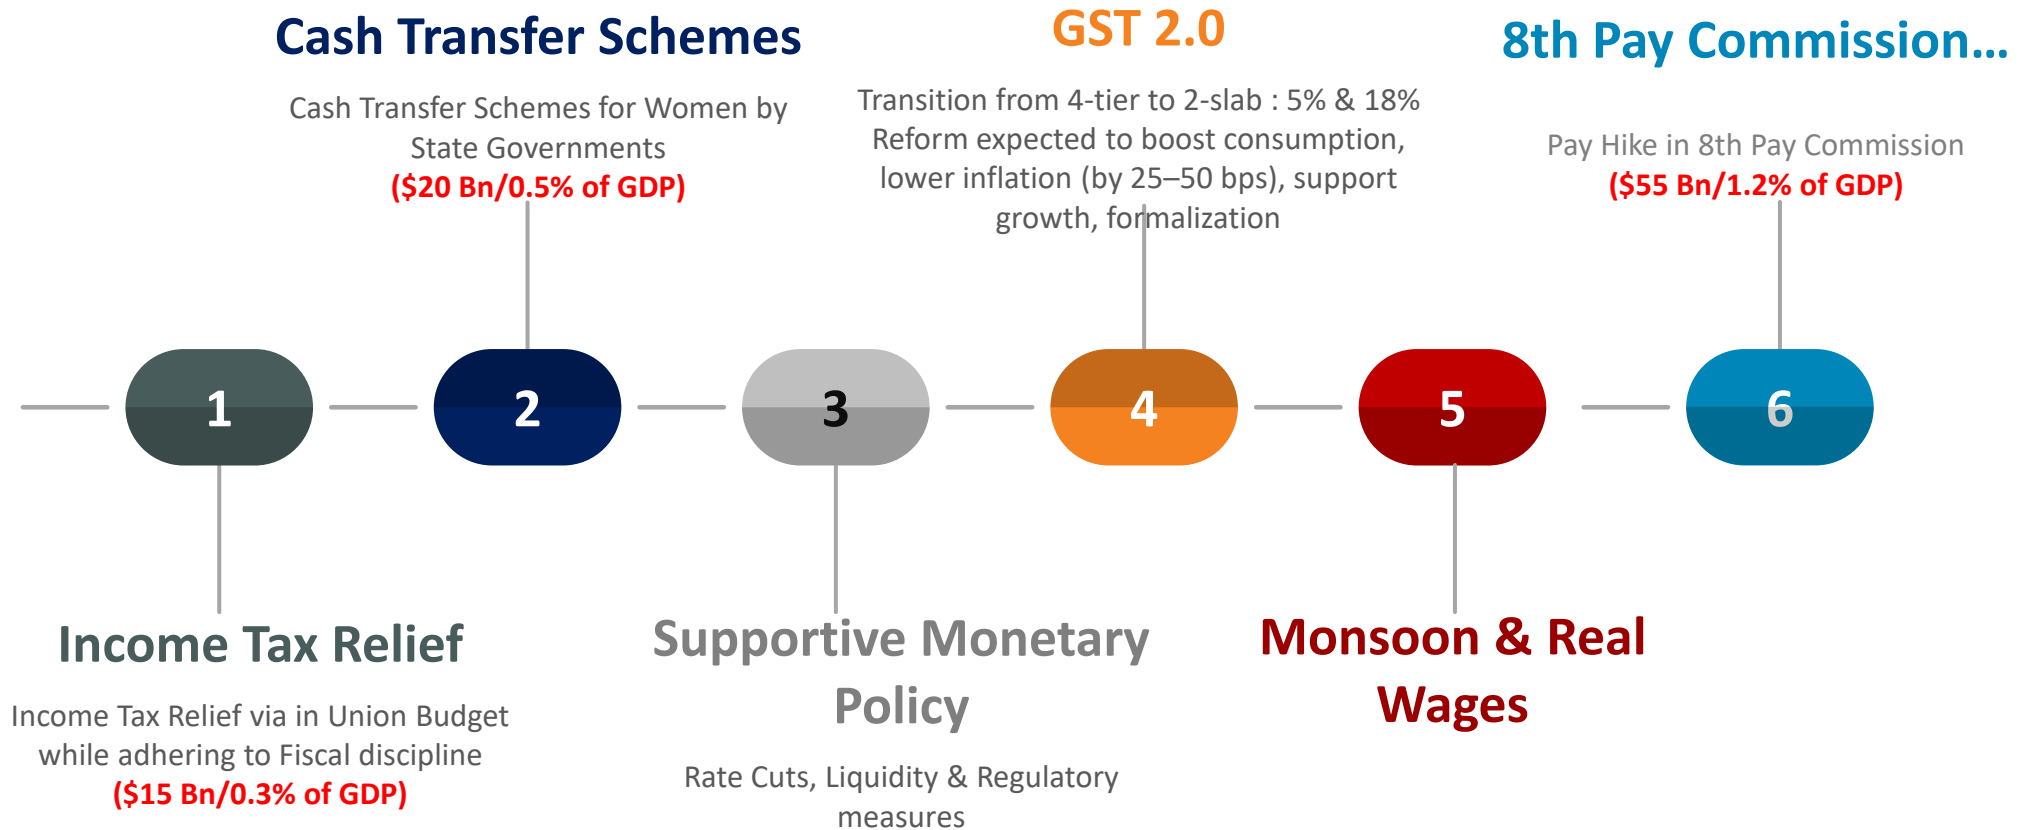 Cash Transfer Schemes
Cash Transfer Schemes for Women by
State Governments
($20 Bn/0.5% of GDP)
GST 2.0
Transition from 4-tier to 2-slab : 5% & 18%
Reform expected to boost consumption,
lower inflation (by 25–50 bps), support
growth, formalization
8th Pay Commission...
Pay Hike in 8th Pay Commission
($55 Bn/1.2% of GDP)
1
2
3
4
5
6
Income Tax Relief
Income Tax Relief via in Union Budget
while adhering to Fiscal discipline
($15 Bn/0.3% of GDP)
Supportive Monetary
Policy
Rate Cuts, Liquidity & Regulatory
measures
Monsoon & Real
Wages